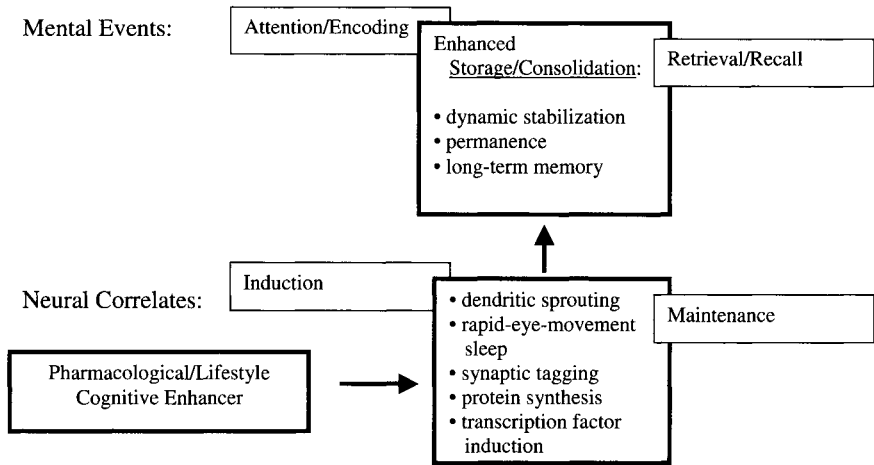 Mental Events:
Attention/Encoding
Enhanced
Storage/Consolidation:
• dynamic stabilization
• permanence
• long-term memory
Retrieval/Recall
Neural Correlates:
Induction
• dendritic sprouting
• rapid-eye-movement
sleep
• synaptic tagging
• protein synthesis
• transcription factor
induction
Maintenance
Pharmacological/Lifestyle
Cognitive Enhancer